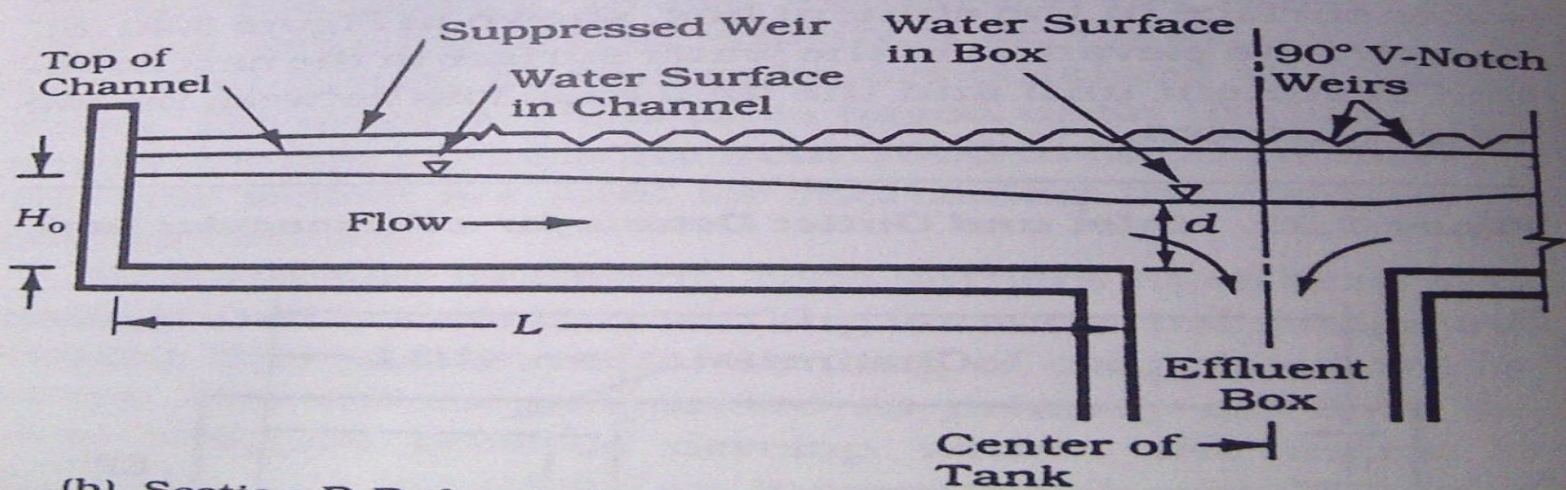 Suppressed Weir
Water Surface
in Box
90° V-Notch
Weirs
Top of
Channel
Water Surface
in Channel
Hₒ
Flow
d
L
Effluent
Box
Center of
Tank